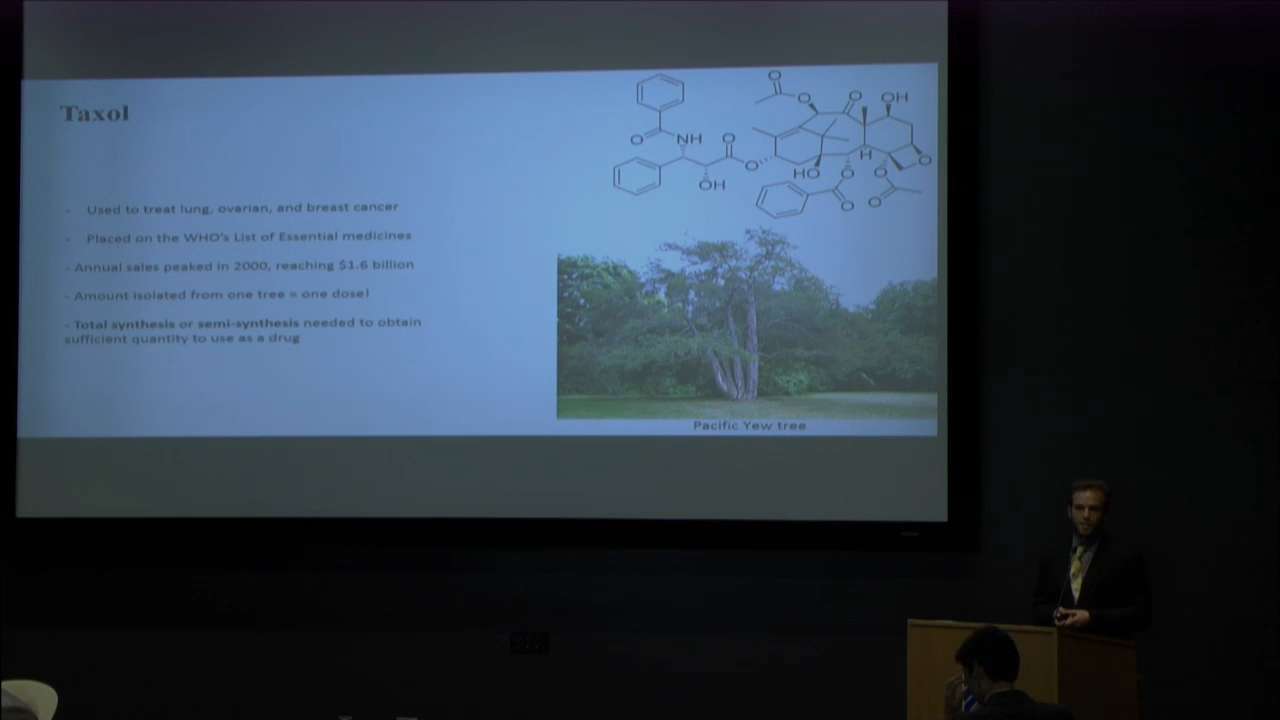 Taxol
- Used to treat lung, ovarian, and breast cancer
- Placed on the WHO's List of Essential medicines
- Annual sales peaked in 2000, reaching $1.6 billion
- Amount isolated from one tree = one dose!
- Total synthesis or semi-synthesis needed to obtain
sufficient quantity to use as a drug
O
O
O
OH
O
NH
O
O
H
O
HO
O
O
OH
O
O
Pacific Yew tree